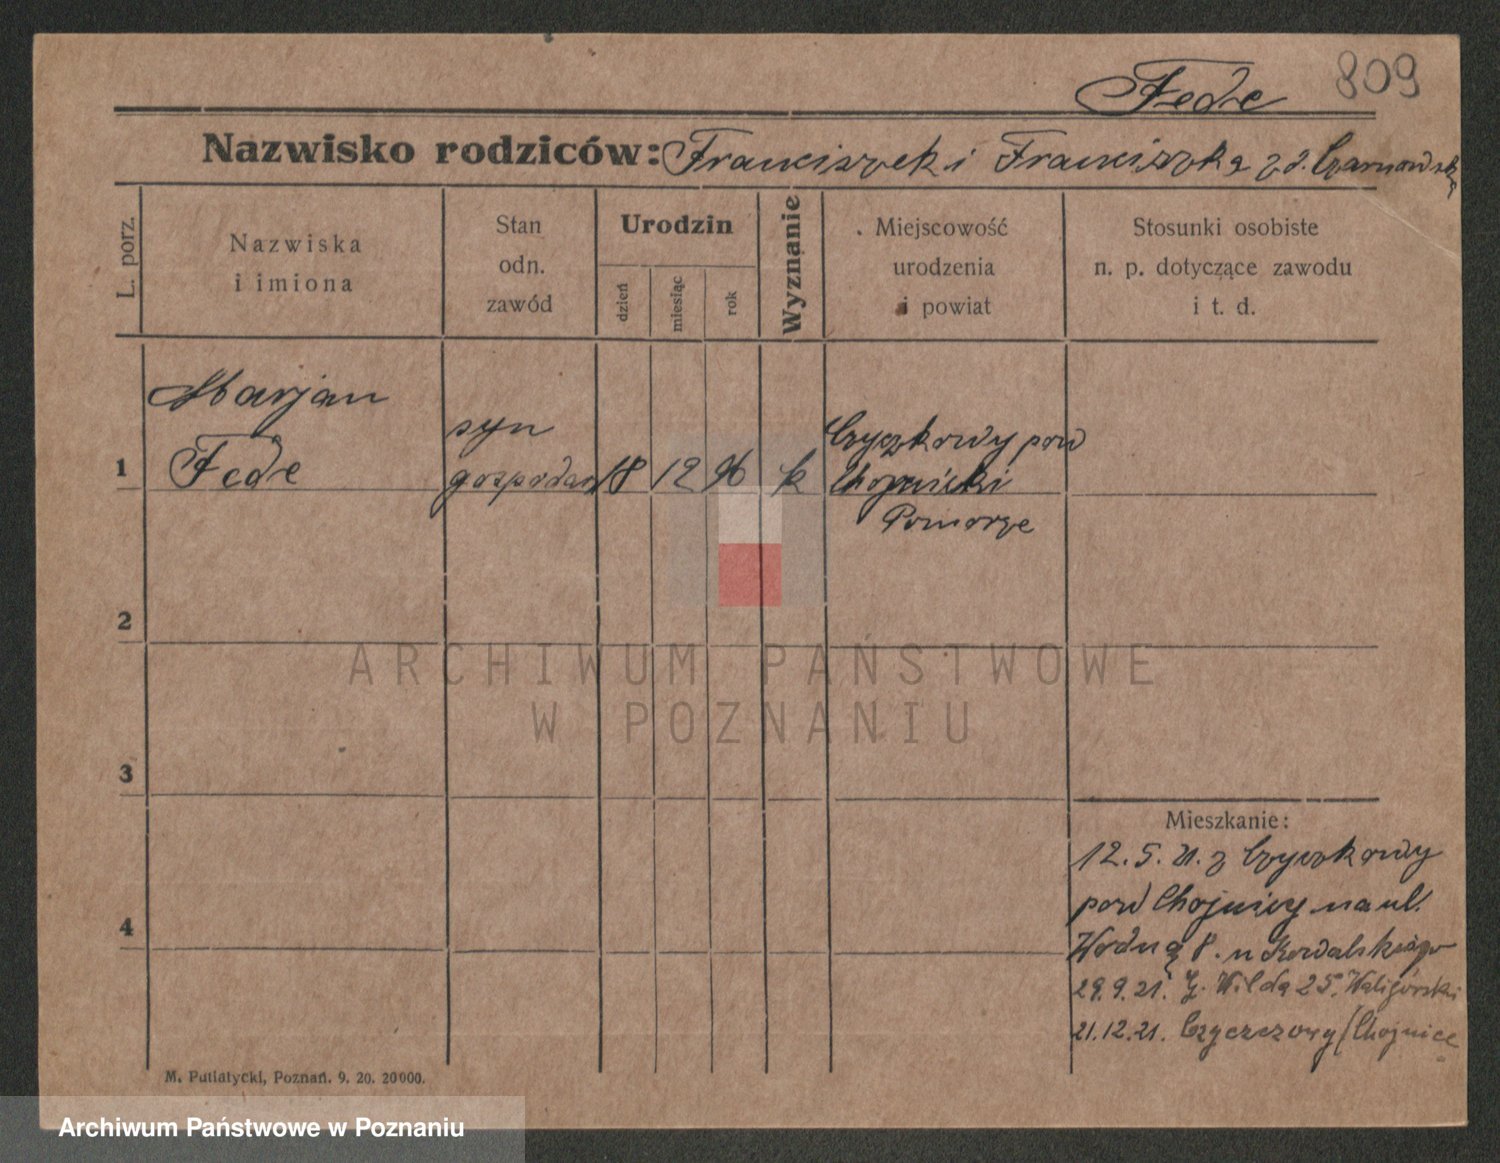 809
Fede
Nazwisko rodziców: Franciszek i Franciszka z d. Czarnowska
L. porz.
Nazwiska
i imiona
Stan
odn.
zawód
Urodzin
dzień
miesiąc
rok
Wyznanie
Miejscowość
urodzenia
i powiat
Stosunki osobiste
n. p. dotyczące zawodu
i t. d.
1
Marjan
Fede
syn
gospodarz
18
12
96
k
Czyczkowy pow
Chojnicki
Pomorze
2
3
4
Mieszkanie:
12.5.21. z Czyczkowy
pow Chojnicy na ul.
Wodną 8. u Kowalskiego
29.9.21. G. Wilda 25. Waligórski
21.12.21. Czyczkowy / Chojnice
M. Putiatycki, Poznań. 9. 20. 20000.
ARCHIWUM PAŃSTWOWE
W POZNANIU
Archiwum Państwowe w Poznaniu